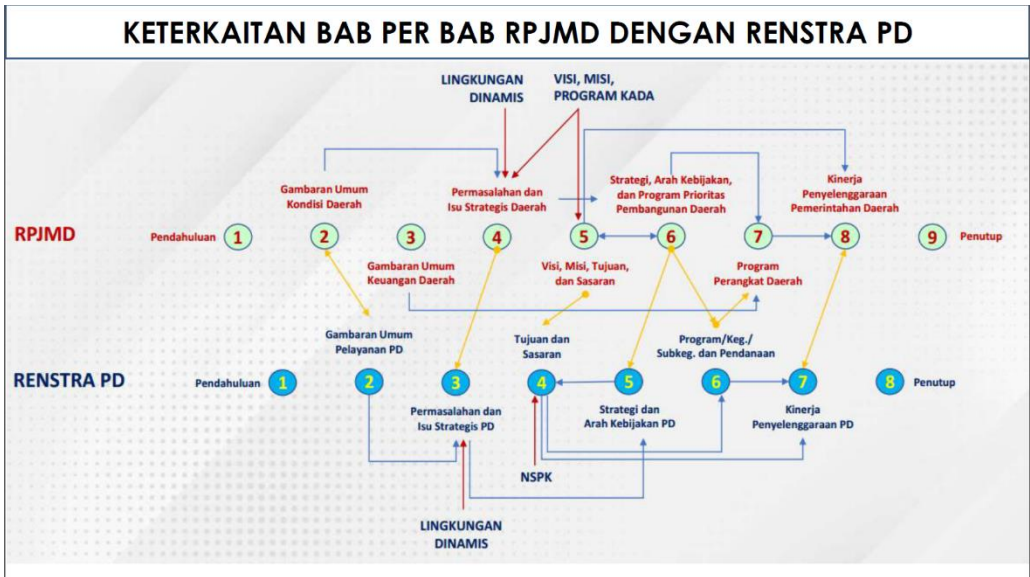 KETERKAITAN BAB PER BAB RPJMD DENGAN RENSTRA PD
LINGKUNGAN
DINAMIS
VISI, MISI,
PROGRAM KADA
Gambaran Umum
Kondisi Daerah
Permasalahan dan
Isu Strategis Daerah
Strategi, Arah Kebijakan,
dan Program Prioritas
Pembangunan Daerah
Kinerja
Penyelenggaraan
Pemerintahan Daerah
RPJMD
Pendahuluan
1
2
3
4
5
6
7
8
9
Penutup
Gambaran Umum
Keuangan Daerah
Visi, Misi, Tujuan,
dan Sasaran
Program
Perangkat Daerah
Gambaran Umum
Pelayanan PD
Tujuan dan
Sasaran
Program/Keg./
Subkeg. dan Pendanaan
RENSTRA PD
Pendahuluan
1
2
3
4
5
6
7
8
Penutup
Permasalahan dan
Isu Strategis PD
Strategi dan
Arah Kebijakan PD
Kinerja
Penyelenggaraan PD
NSPK
LINGKUNGAN
DINAMIS